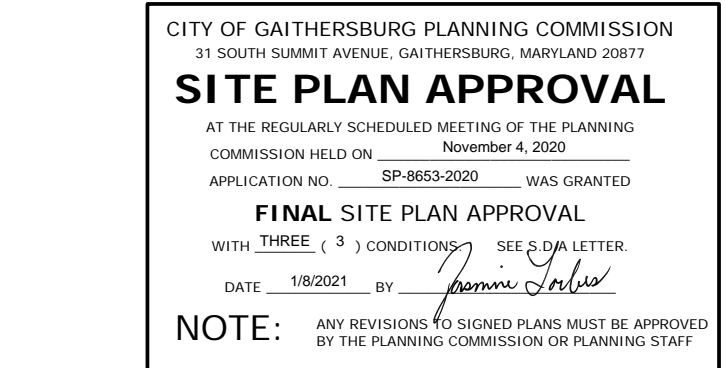 CITY OF GAITHERSBURG PLANNING COMMISSION
31 SOUTH SUMMIT AVENUE, GAITHERSBURG, MARYLAND 20877
SITE PLAN APPROVAL
AT THE REGULARLY SCHEDULED MEETING OF THE PLANNING
COMMISSION HELD ON November 4, 2020
APPLICATION NO. SP-8653-2020 WAS GRANTED
FINAL SITE PLAN APPROVAL
WITH THREE ( 3 ) CONDITIONS. SEE S.D/A LETTER.
DATE 1/8/2021 BY Jasmine Forbes
NOTE: ANY REVISIONS TO SIGNED PLANS MUST BE APPROVED
BY THE PLANNING COMMISSION OR PLANNING STAFF